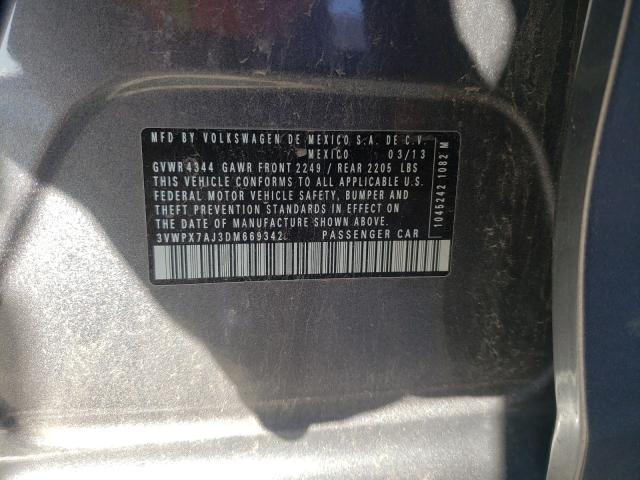 MFD BY VOLKSWAGEN DE MEXICO S.A. DE C.V.
MEXICO 03/13
GVWR 4344 GAWR FRONT 2249 / REAR 2205 LBS
THIS VEHICLE CONFORMS TO ALL APPLICABLE
FEDERAL MOTOR VEHICLE SAFETY, BUMPER AND
THEFT PREVENTION STANDARDS IN EFFECT ON
THE DATE OF MANUFACTURE SHOWN ABOVE.
3VWPX7AJ3DM669342 PASSENGER CAR
1045242 1082 M